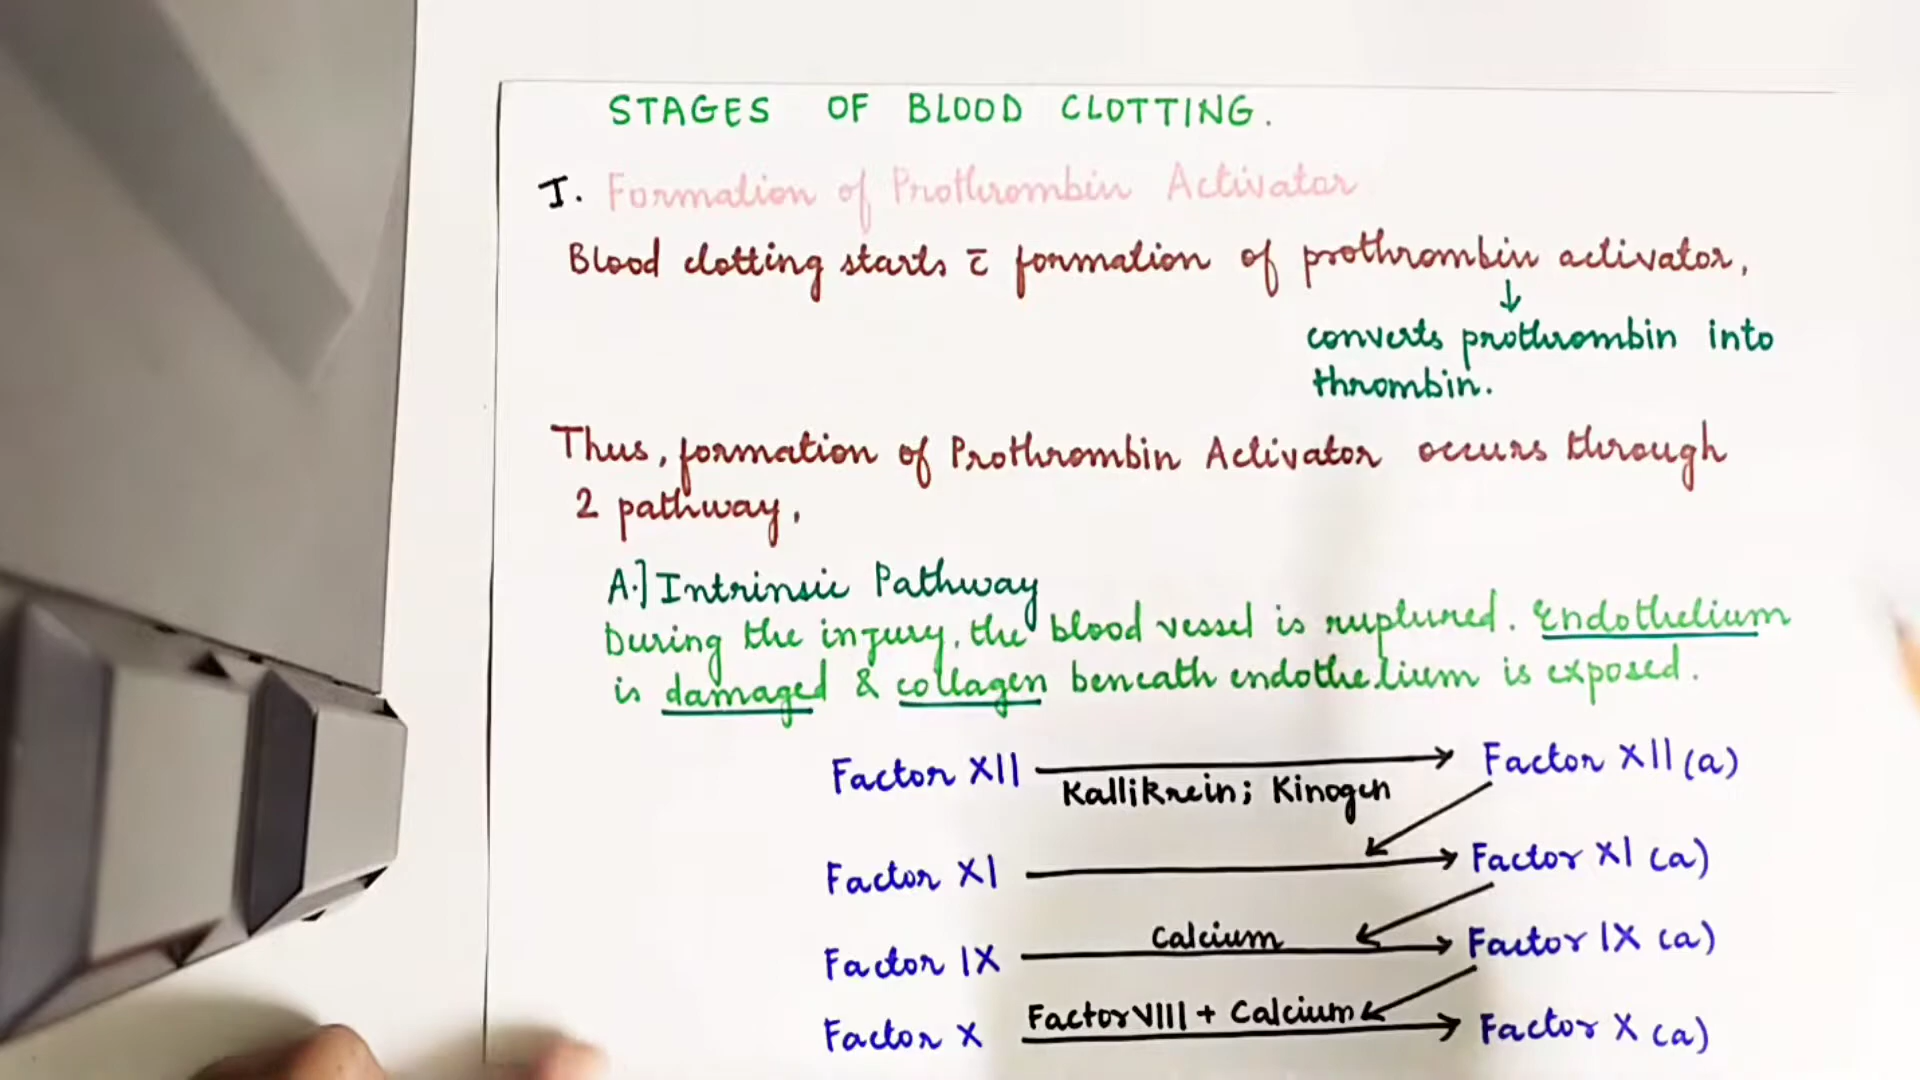 STAGES OF BLOOD CLOTTING.
I. Formation of Prothrombin Activator
Blood clotting starts c̄ formation of prothrombin activator,
↓
converts prothrombin into
thrombin.
Thus, formation of Prothrombin Activator occurs through
2 pathway,
A.] Intrinsic Pathway
During the injury, the blood vessel is ruptured. Endothelium
is damaged & collagen beneath endothelium is exposed.
Factor XII → Factor XII (a)
Kallikrein; Kinogen
Factor XI → Factor XI (a)
Calcium
Factor IX → Factor IX (a)
Factor VIII + Calcium
Factor X → Factor X (a)